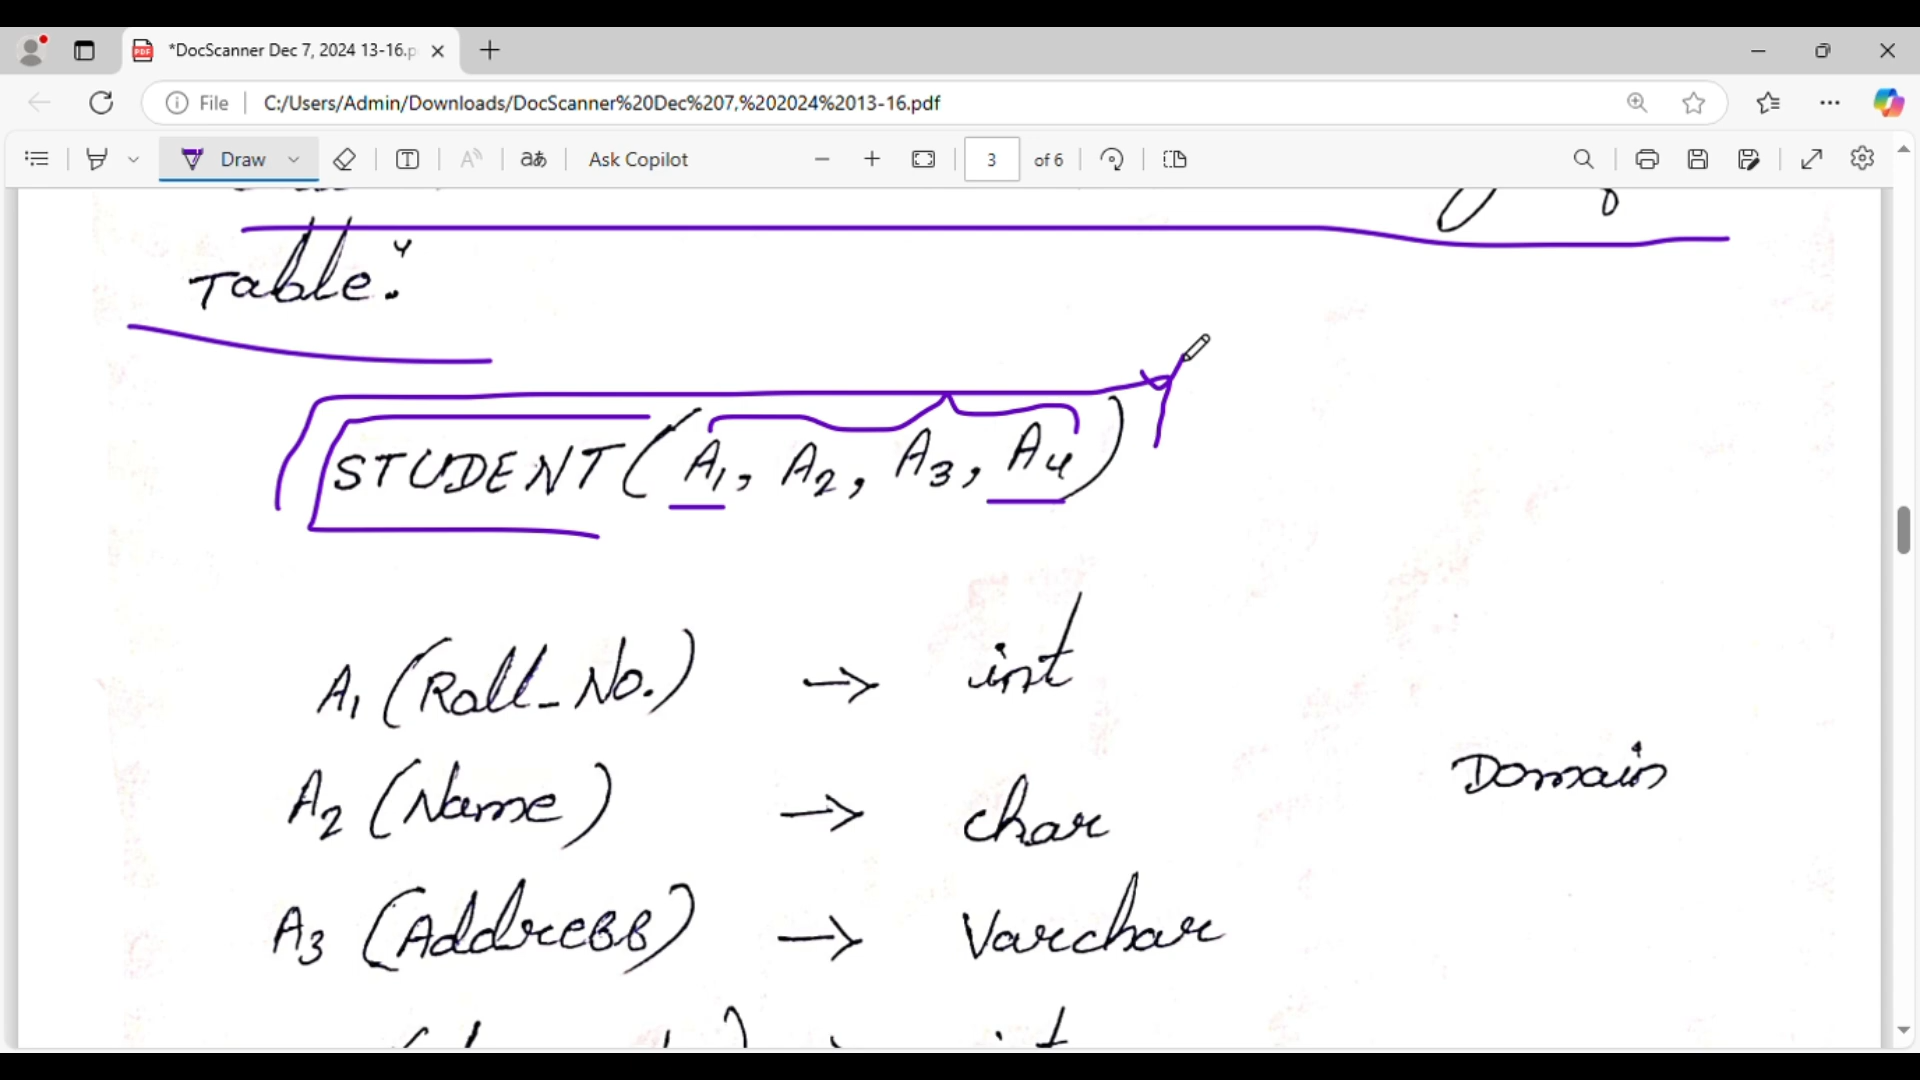 *DocScanner Dec 7, 2024 13-16.p
File
C:/Users/Admin/Downloads/DocScanner%20Dec%207,%202024%2013-16.pdf
Draw
Ask Copilot
3 of 6
Table."
STUDENT(A1, A2, A3, A4)
A1 (Roll_No.) → int
A2 (Name) → char
Domain
A3 (Address) → Varchar